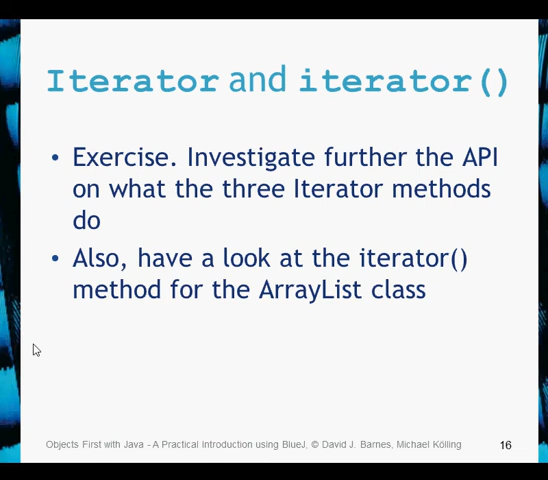 Iterator and iterator()
• Exercise. Investigate further the API
on what the three Iterator methods
do
• Also, have a look at the iterator()
method for the ArrayList class
Objects First with Java - A Practical Introduction using BlueJ, © David J. Barnes, Michael Kölling
16